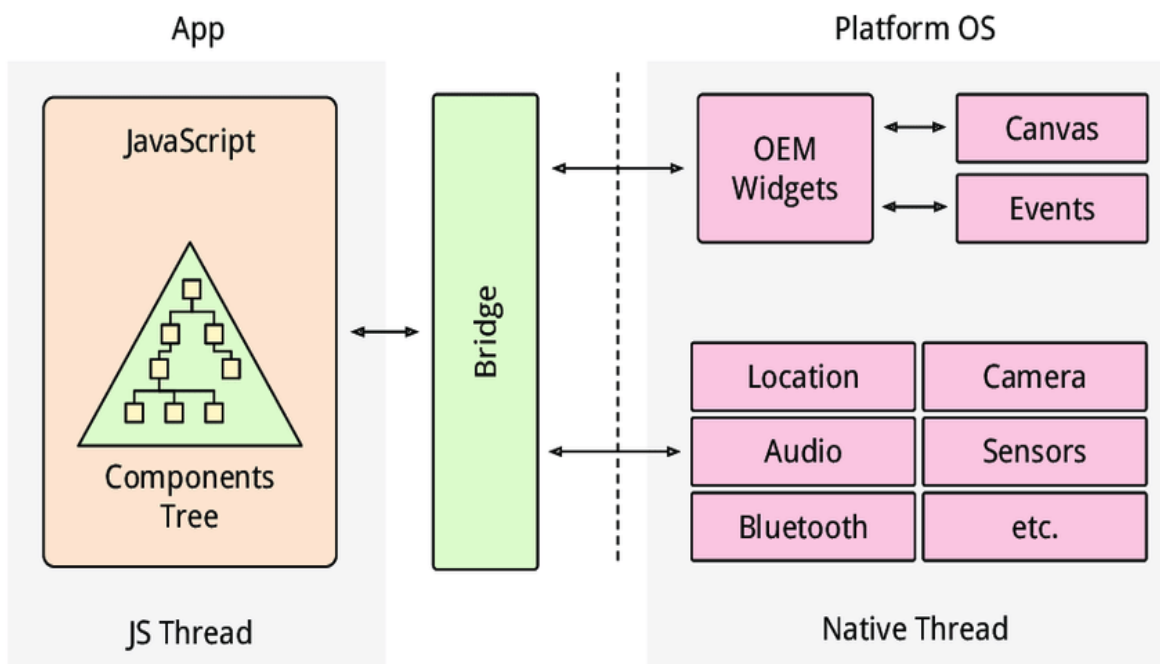 App
Platform OS
JavaScript
Components
Tree
JS Thread
Bridge
OEM
Widgets
Canvas
Events
Location
Camera
Audio
Sensors
Bluetooth
etc.
Native Thread